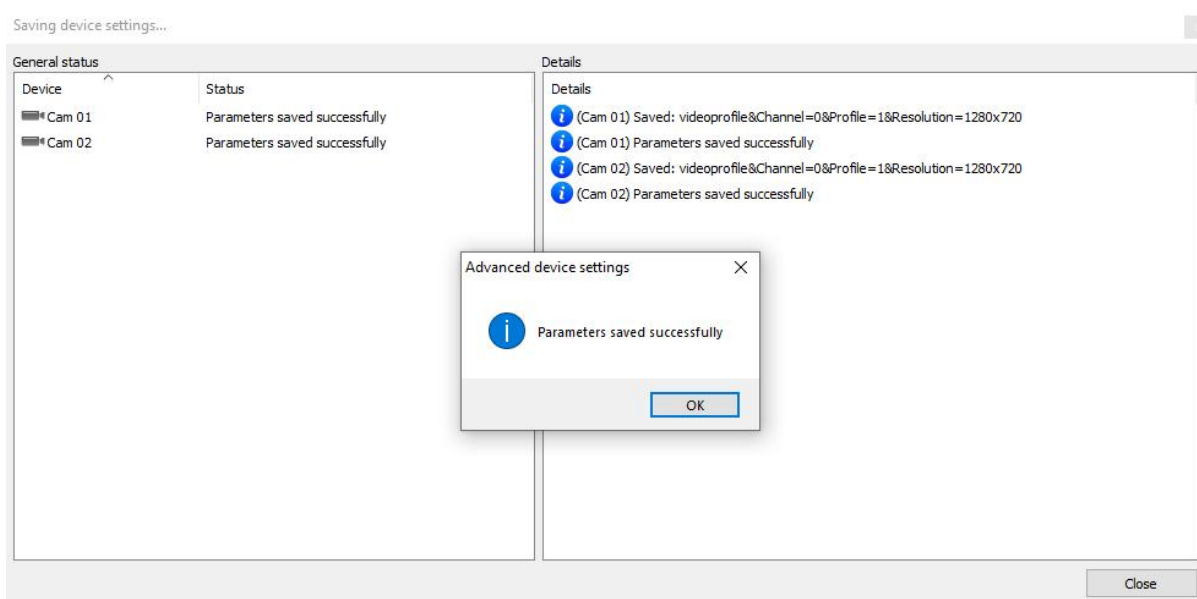 Saving device settings...
General status
Details
Device Status
Details
Cam 01 Parameters saved successfully
(Cam 01) Saved: videoprofile&Channel=0&Profile=1&Resolution=1280x720
Cam 02 Parameters saved successfully
(Cam 01) Parameters saved successfully
(Cam 02) Saved: videoprofile&Channel=0&Profile=1&Resolution=1280x720
(Cam 02) Parameters saved successfully
Advanced device settings
Parameters saved successfully
OK
Close